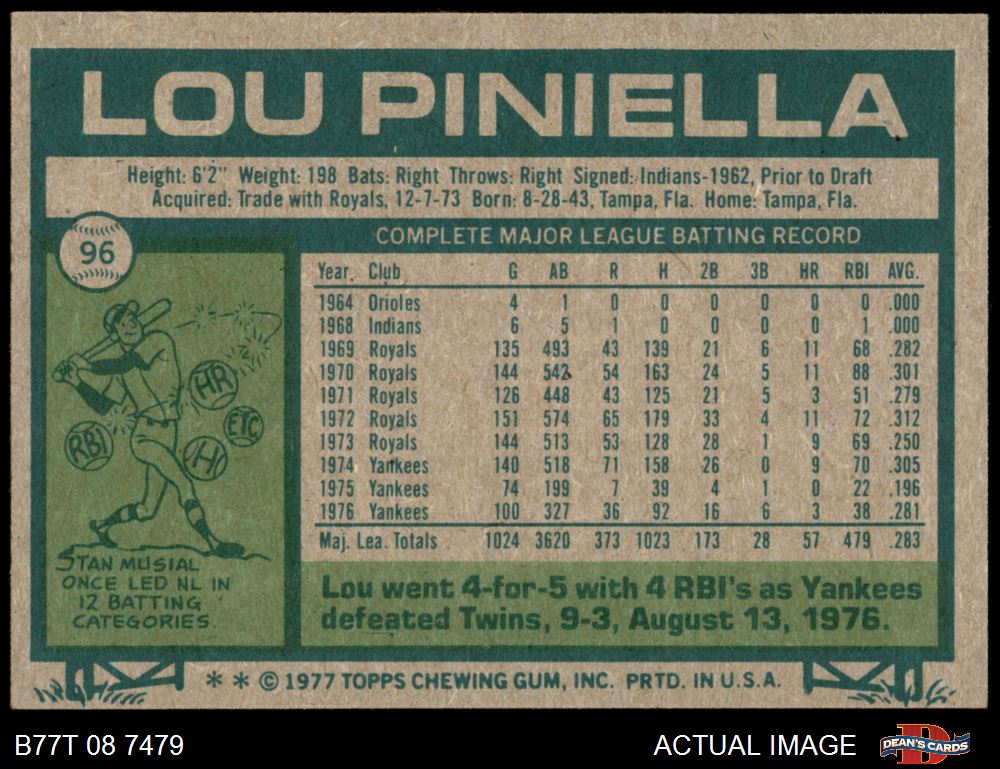 LOU PINIELLA
Height: 6'2" Weight: 198 Bats: Right Throws: Right Signed: Indians-1962, Prior to Draft
Acquired: Trade with Royals, 12-7-73 Born: 8-28-43, Tampa, Fla. Home: Tampa, Fla.
96
COMPLETE MAJOR LEAGUE BATTING RECORD
Year. Club G AB R H 2B 3B HR RBI AVG.
1964 Orioles 4 1 0 0 0 0 0 0 .000
1968 Indians 6 5 1 0 0 0 0 1 .000
1969 Royals 135 493 43 139 21 6 11 68 .282
1970 Royals 144 542 54 163 24 5 11 88 .301
1971 Royals 126 448 43 125 21 5 3 51 .279
1972 Royals 151 574 65 179 33 4 11 72 .312
1973 Royals 144 513 53 128 28 1 9 69 .250
1974 Yankees 140 518 71 158 26 0 9 70 .305
1975 Yankees 74 199 7 39 4 1 0 22 .196
1976 Yankees 100 327 36 92 16 6 3 38 .281
Maj. Lea. Totals 1024 3620 373 1023 173 28 57 479 .283
HR
ETC
RBI
H
STAN MUSIAL
ONCE LED NL IN
12 BATTING
CATEGORIES.
Lou went 4-for-5 with 4 RBI's as Yankees
defeated Twins, 9-3, August 13, 1976.
* * © 1977 TOPPS CHEWING GUM, INC. PRTD. IN U.S.A.
B77T 08 7479
ACTUAL IMAGE
B
DEAN'S CARDS